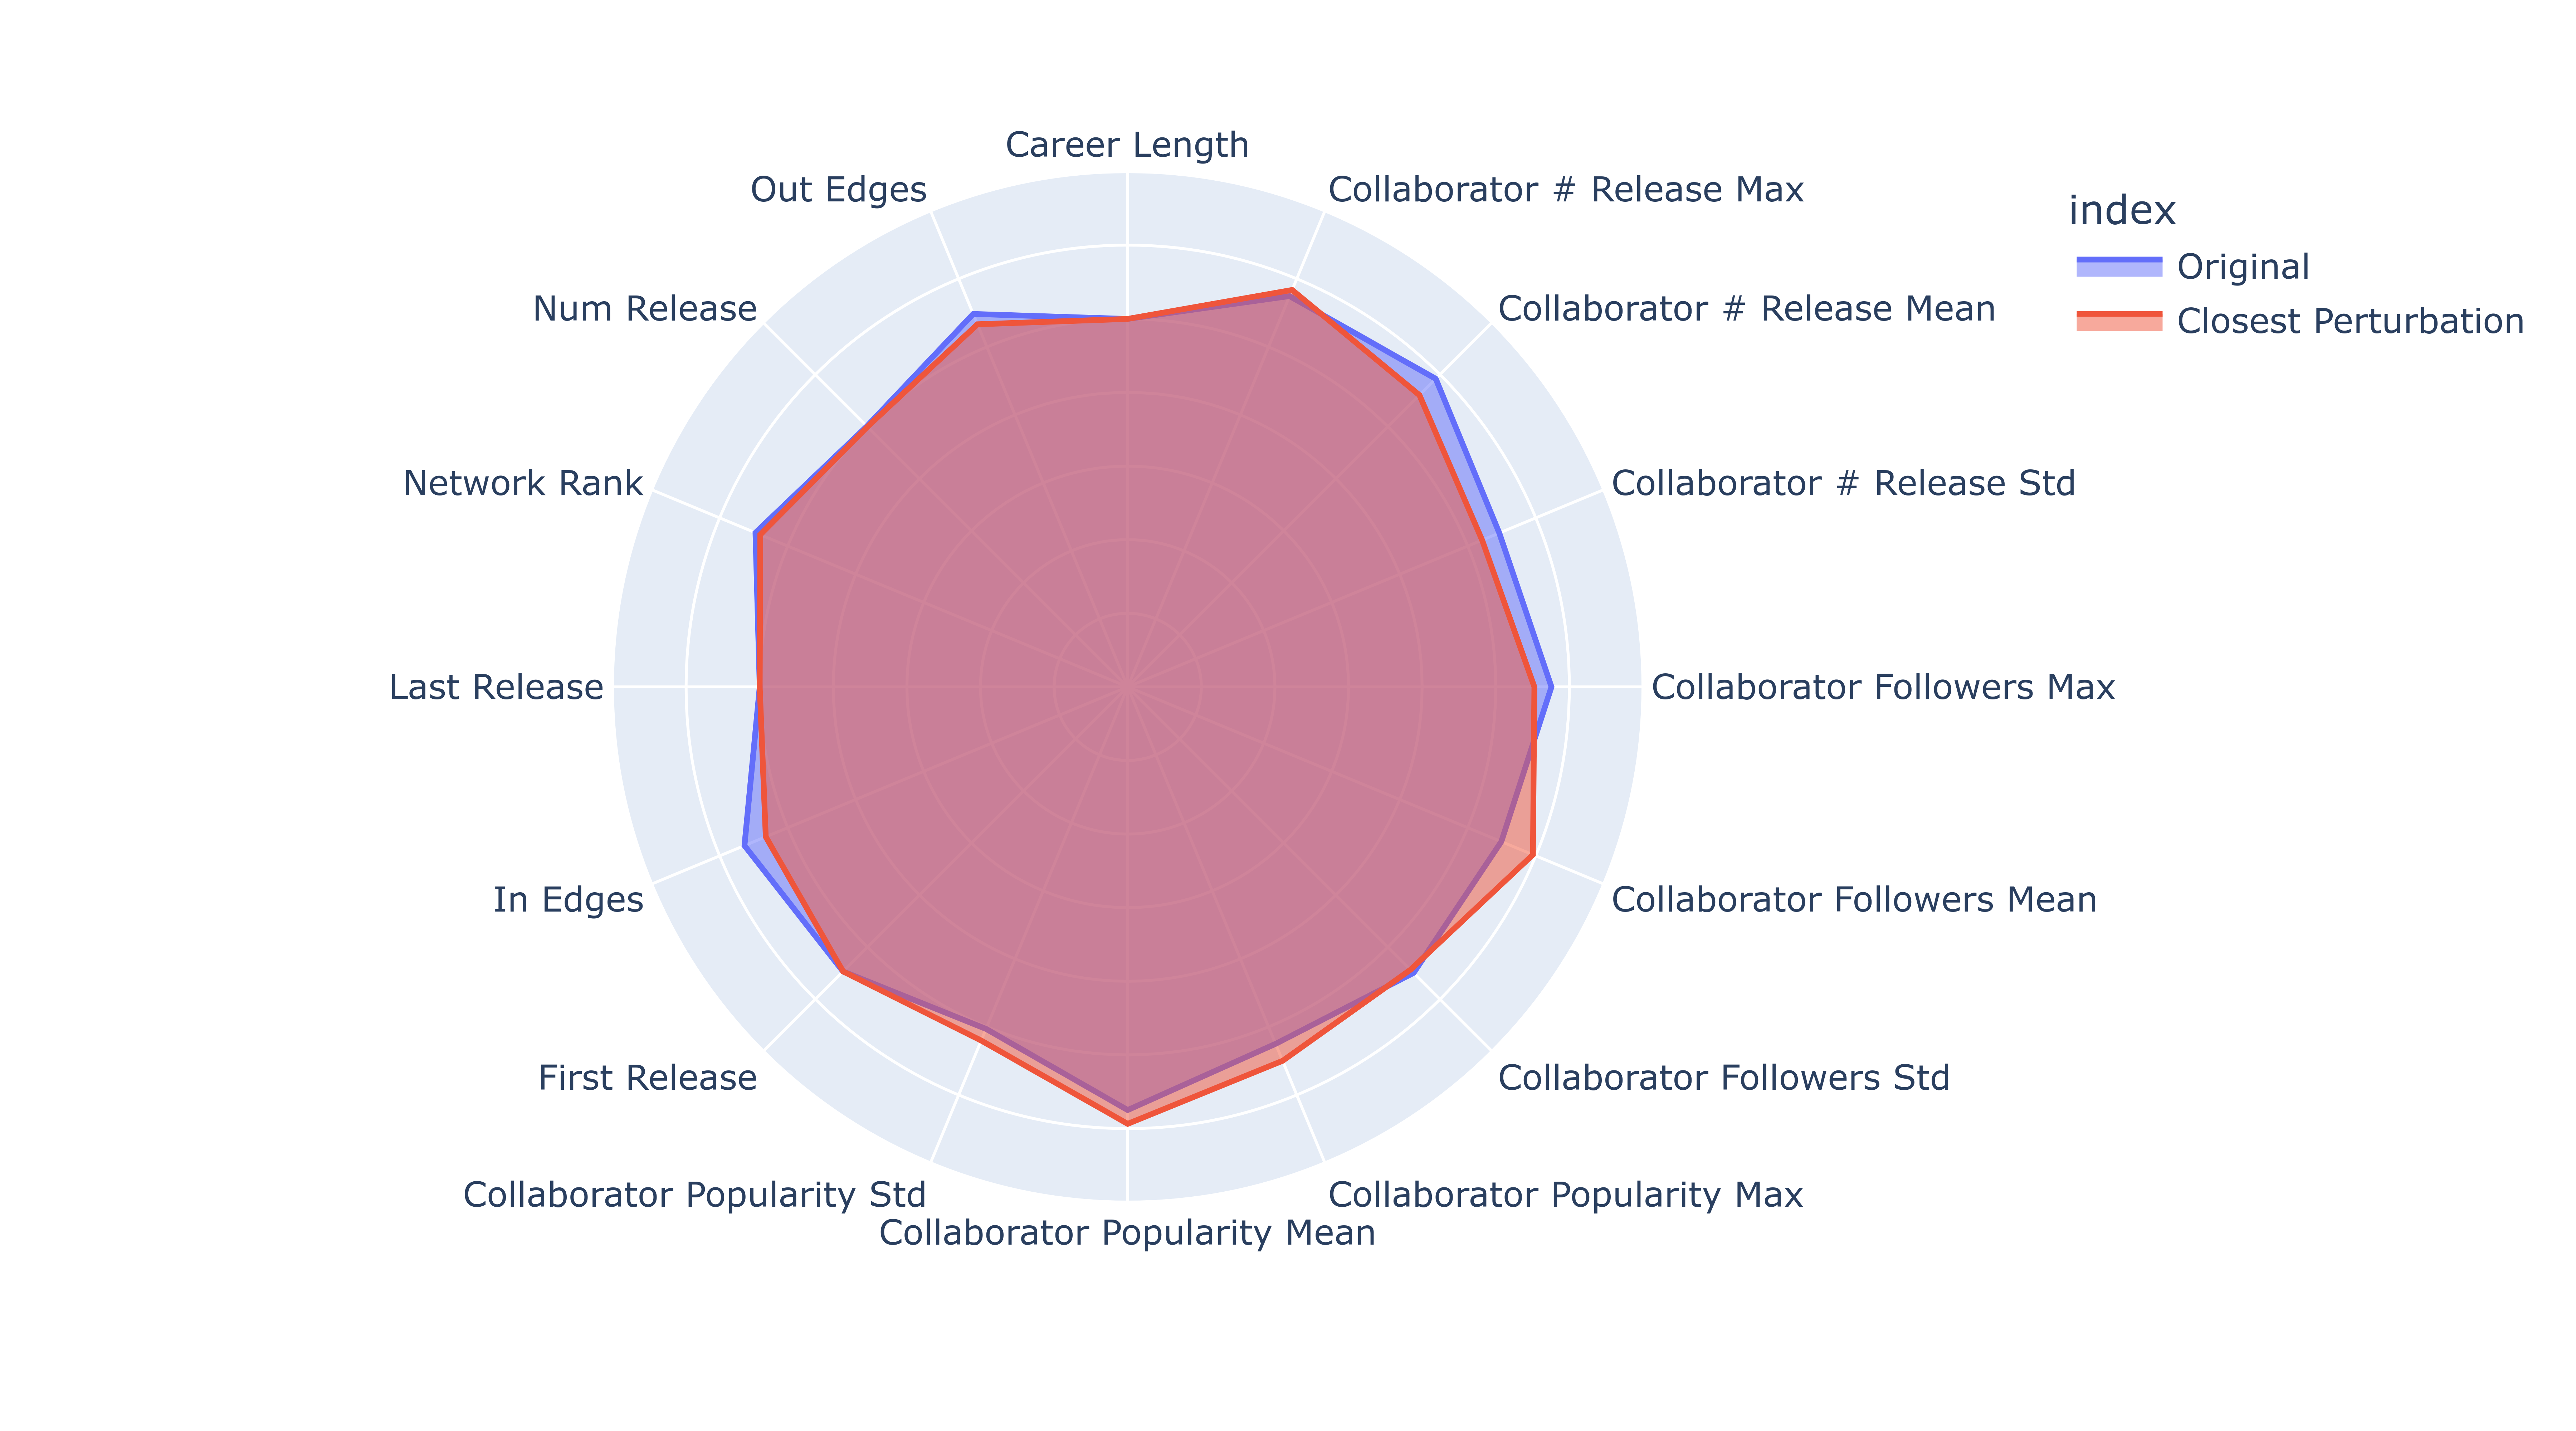 Career Length
Out Edges
Collaborator # Release Max
index
Original
Num Release
Collaborator # Release Mean
Closest Perturbation
Network Rank
Collaborator # Release Std
Last Release
Collaborator Followers Max
In Edges
Collaborator Followers Mean
First Release
Collaborator Followers Std
Collaborator Popularity Std
Collaborator Popularity Max
Collaborator Popularity Mean